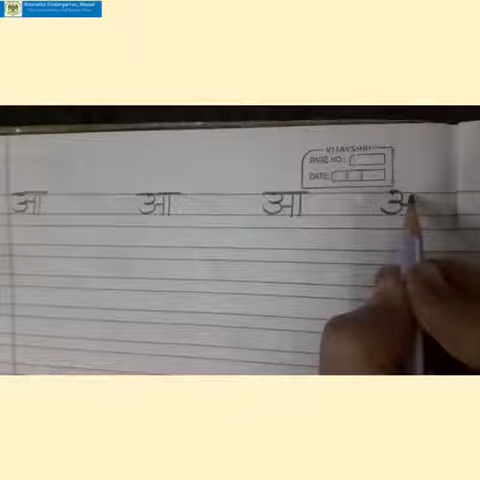 VIJAYSHRI
PAGE NO.:
DATE:
आ आ आ अ